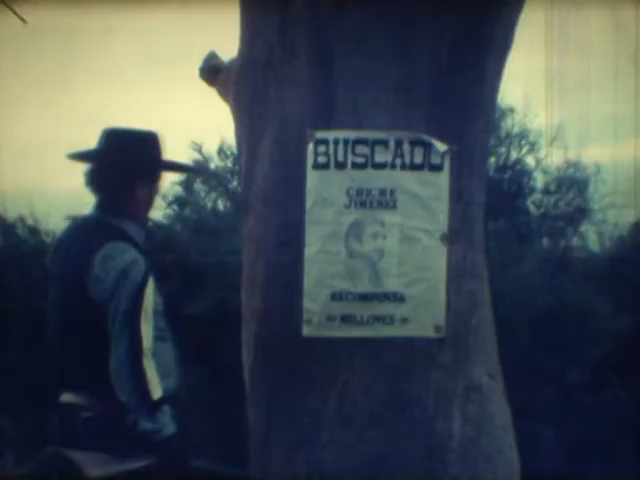 BUSCADO
CHICHE
JIMENEZ
RECOMPENSA
MILLONES